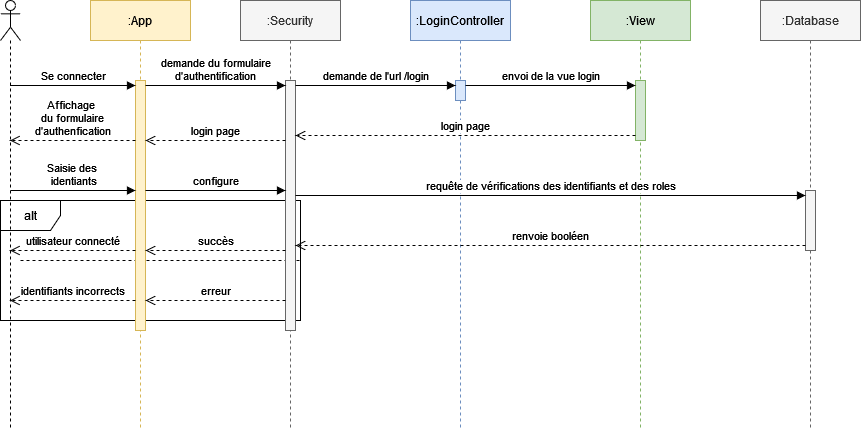 :App
:Security
:LoginController
:View
:Database
Se connecter
demande du formulaire
d'authentification
demande de l'url /login
envoi de la vue login
Affichage
du formulaire
d'authenfication
login page
login page
Saisie des
identiants
configure
requête de vérifications des identifiants et des roles
alt
utilisateur connecté
succès
renvoie booléen
identifiants incorrects
erreur